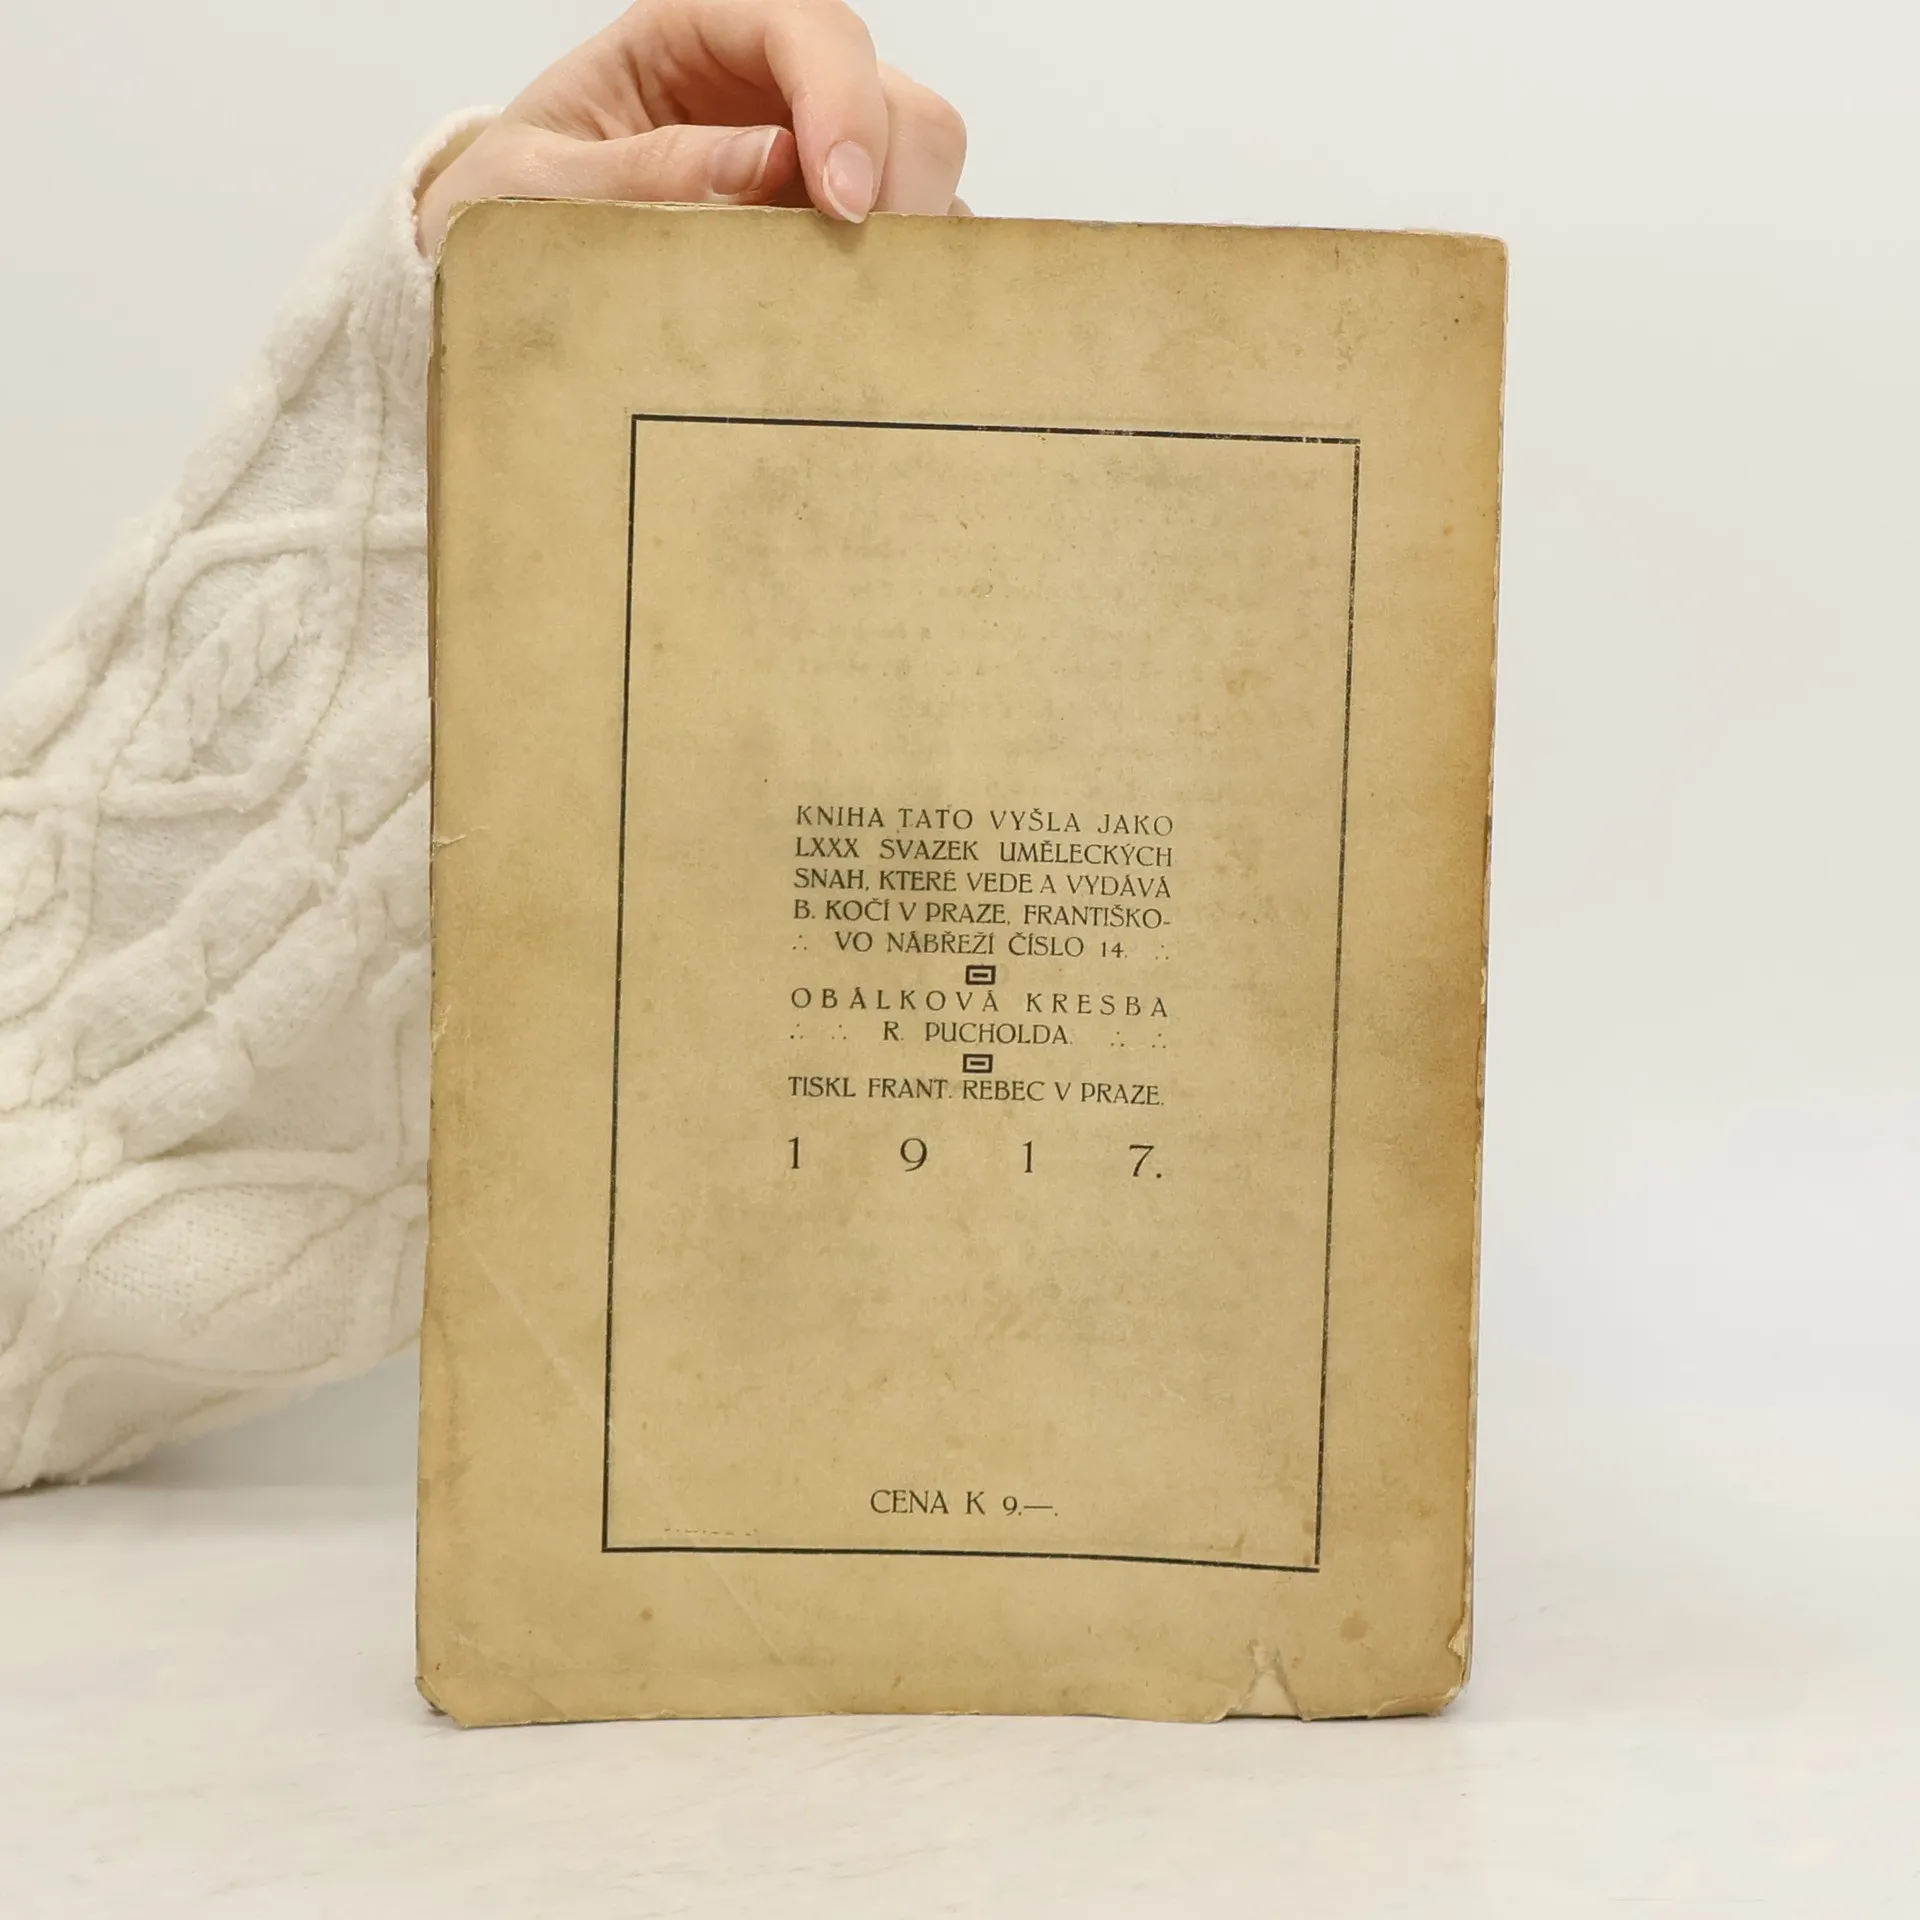 KNIHA TATO VYŠLA JAKO
LXXX SVAZEK UMĚLECKÝCH
SNAH, KTERÉ VEDE A VYDÁVÁ
B. KOČÍ V PRAZE, FRANTIŠKO-
∴ VO NÁBŘEŽÍ ČÍSLO 14. ∴
OBÁLKOVÁ KRESBA
∴ ∴ R. PUCHOLDA. ∴ ∴
TISKL FRANT. REBEC V PRAZE.
1 9 1 7.
CENA K 9.—.